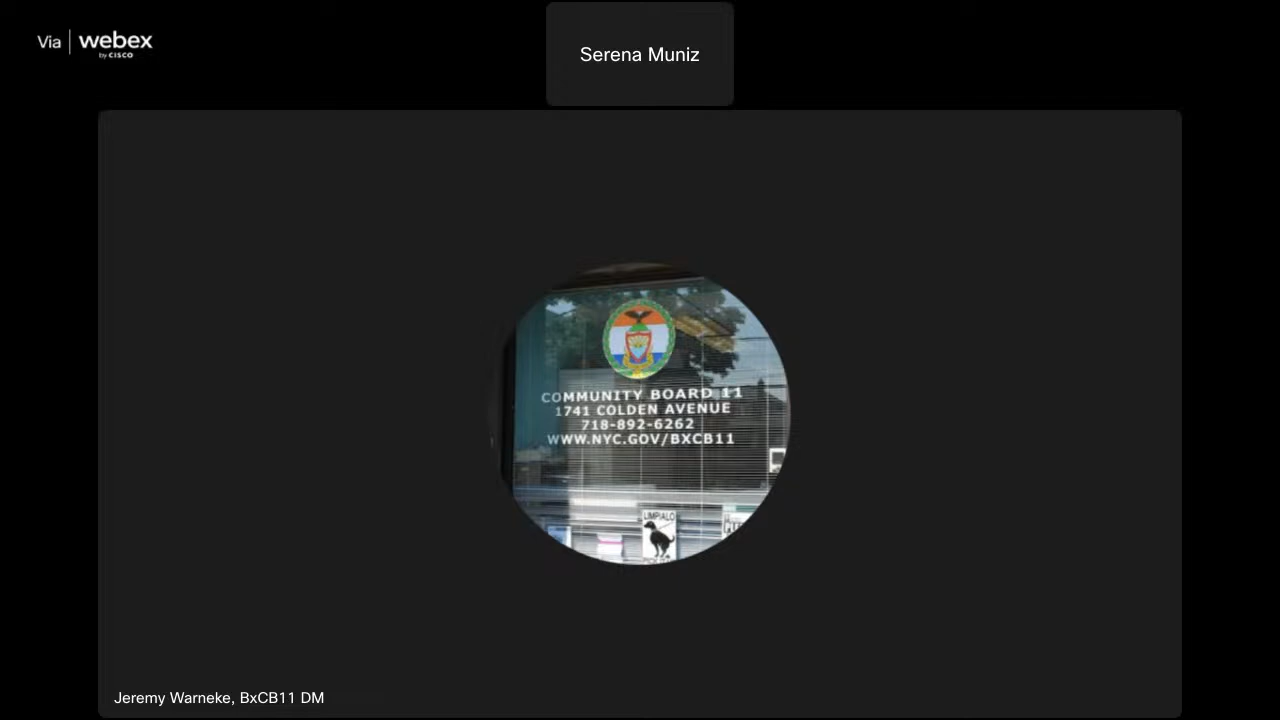 Via webex
by CISCO
Serena Muniz
COMMUNITY BOARD 11
1741 COLDEN AVENUE
718-892-6262
WWW.NYC.GOV/BXCB11
LIMPIALO
Jeremy Warneke, BxCB11 DM